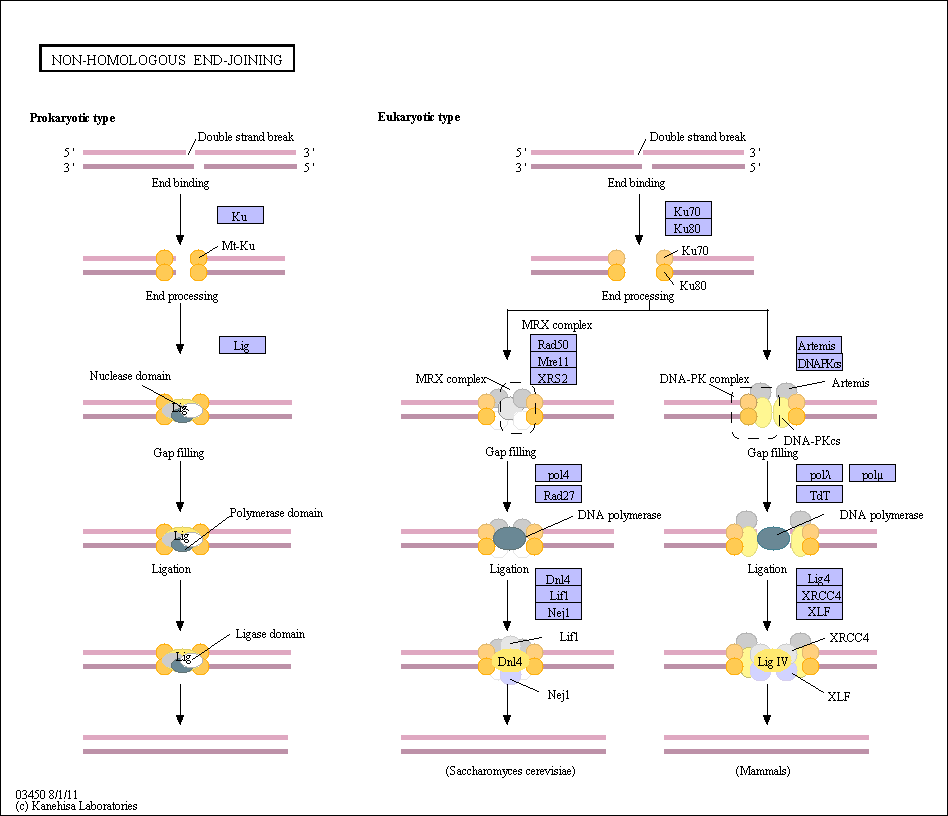 NON-HOMOLOGOUS END-JOINING
Prokaryotic type
Double strand break
5' 3'
3' 5'
End binding
Ku
Mt-Ku
End processing
Lig
Nuclease domain
Lig
Gap filling
Polymerase domain
Lig
Ligation
Ligase domain
Lig
Eukaryotic type
Double strand break
5' 3'
3' 5'
End binding
Ku70
Ku80
Ku70
Ku80
End processing
MRX complex
Rad50
Mre11
XRS2
MRX complex
Gap filling
pol4
Rad27
DNA polymerase
Ligation
Dnl4
Lif1
Nej1
Lif1
Dnl4
Nej1
(Saccharomyces cerevisiae)
Artemis
DNAPKcs
DNA-PK complex
Artemis
DNA-PKcs
Gap filling
polλ
polμ
TdT
DNA polymerase
Ligation
Lig4
XRCC4
XLF
XRCC4
Lig IV
XLF
(Mammals)
03450 8/1/11
(c) Kanehisa Laboratories